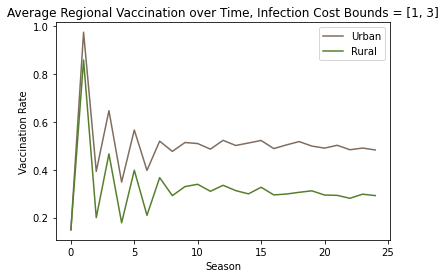 Average Regional Vaccination over Time, Infection Cost Bounds = [1, 3]
Urban
Rural
1.0
0.8
0.6
0.4
0.2
Vaccination Rate
0 5 10 15 20 25
Season